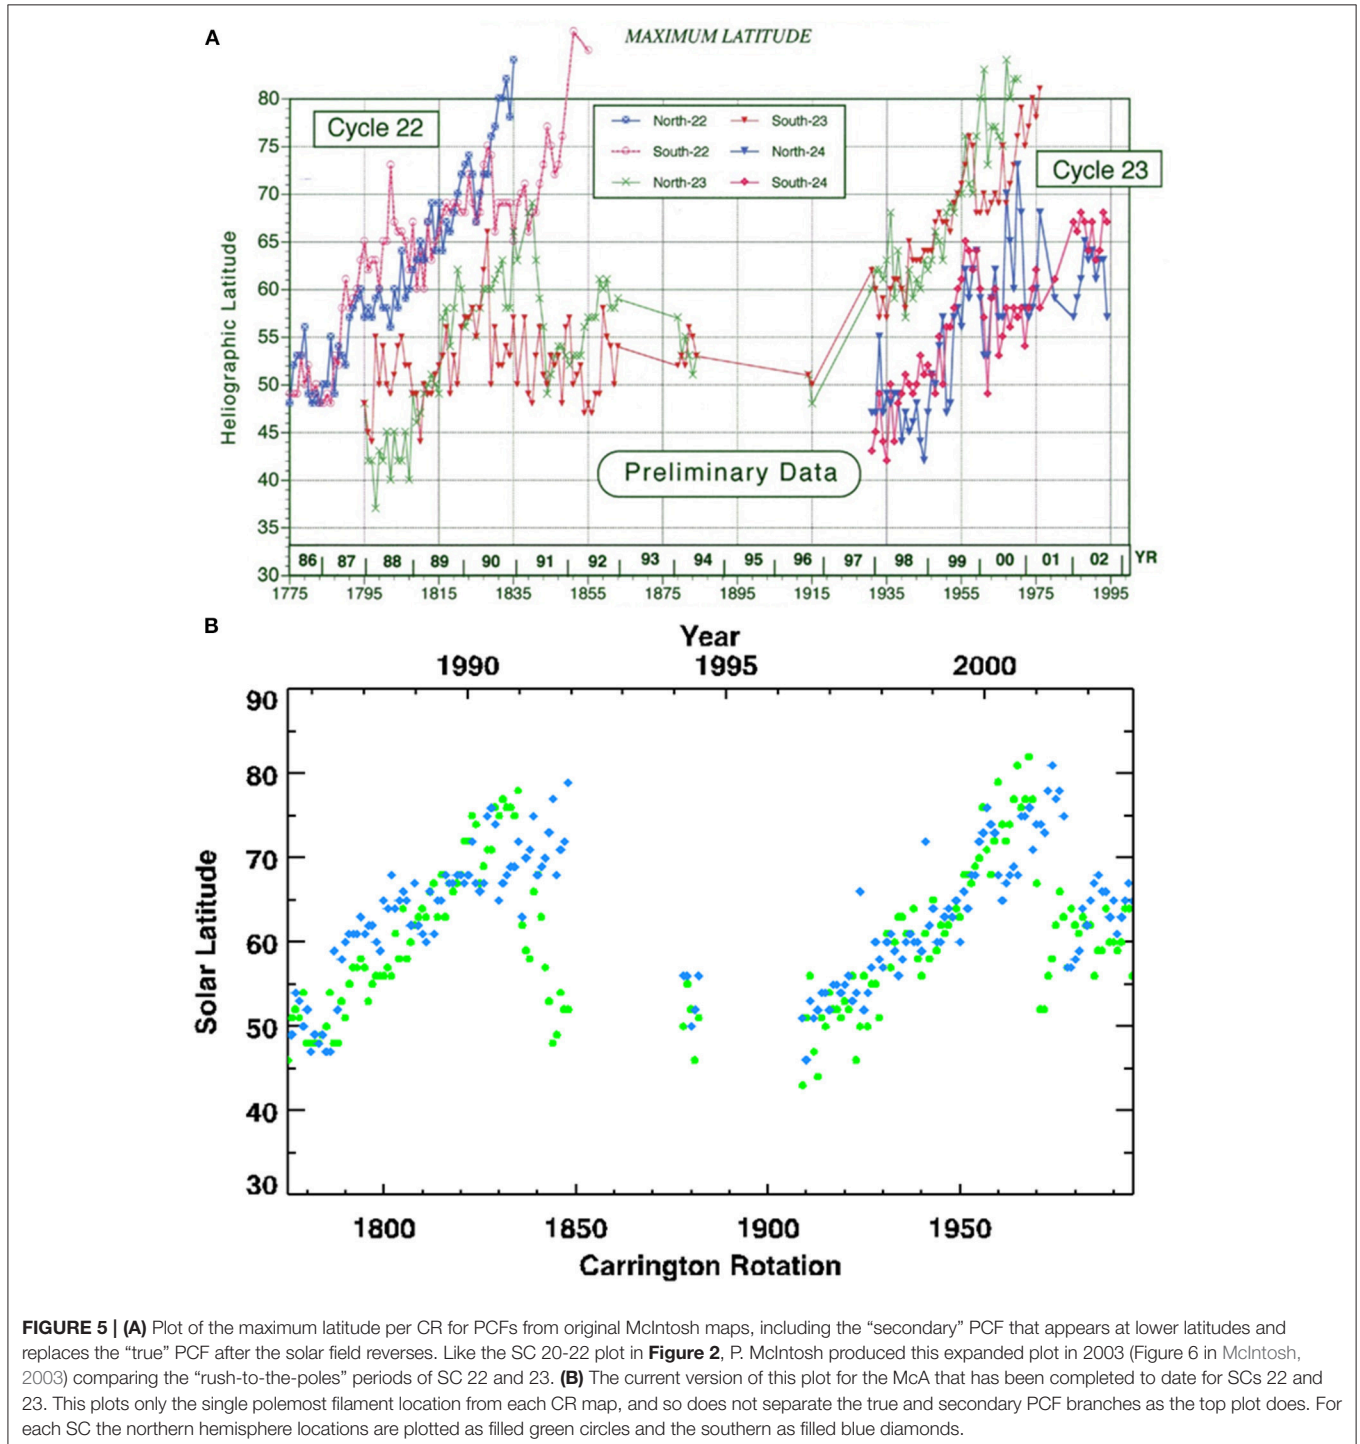 A
MAXIMUM LATITUDE
Cycle 22
North-22
South-23
South-22
North-24
North-23
South-24
Cycle 23
Heliographic Latitude
80
75
70
65
60
55
50
45
40
35
30
Preliminary Data
86 87 88 89 90 91 92 93 94 95 96 97 98 99 00 01 02 YR
1775 1795 1815 1835 1855 1875 1895 1915 1935 1955 1975 1995
B
Year
1990 1995 2000
Solar Latitude
90
80
70
60
50
40
30
1800 1850 1900 1950
Carrington Rotation
FIGURE 5 | (A) Plot of the maximum latitude per CR for PCFs from original McIntosh maps, including the “secondary” PCF that appears at lower latitudes and
replaces the “true” PCF after the solar field reverses. Like the SC 20-22 plot in Figure 2, P. McIntosh produced this expanded plot in 2003 (Figure 6 in McIntosh,
2003) comparing the “rush-to-the-poles” periods of SC 22 and 23. (B) The current version of this plot for the McA that has been completed to date for SCs 22 and
23. This plots only the single polemost filament location from each CR map, and so does not separate the true and secondary PCF branches as the top plot does. For
each SC the northern hemisphere locations are plotted as filled green circles and the southern as filled blue diamonds.